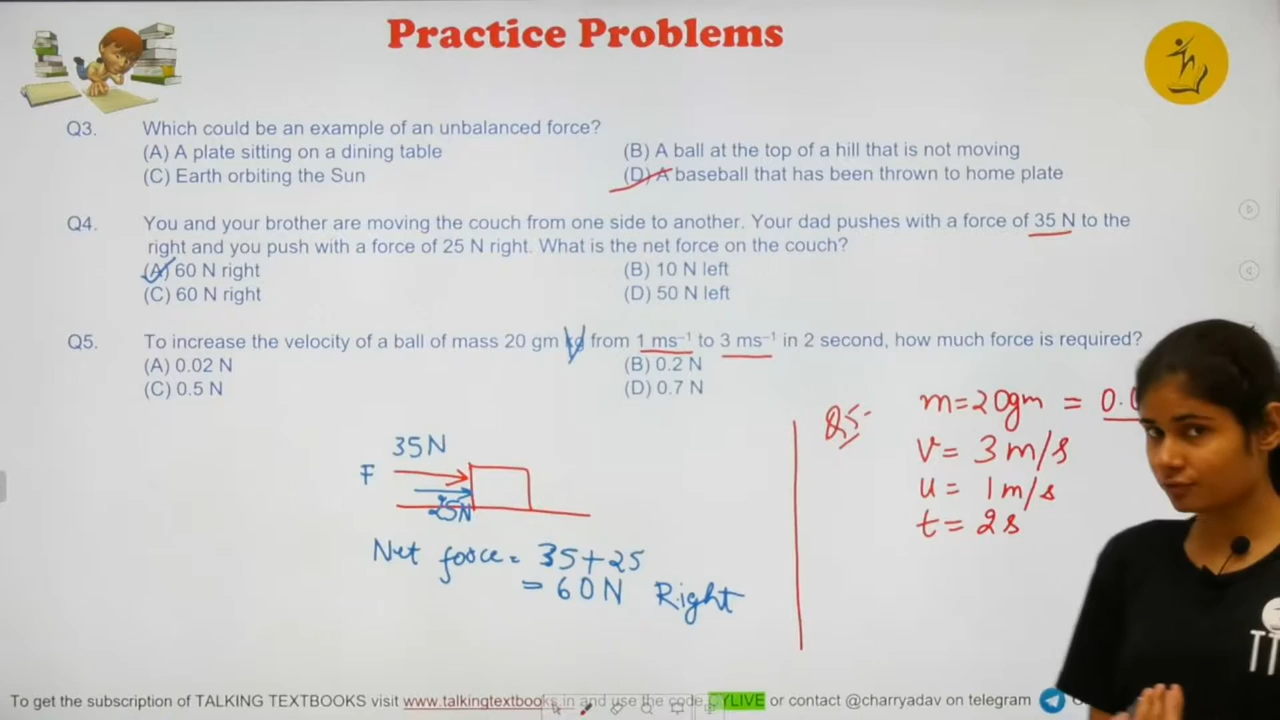 Practice Problems
Q3. Which could be an example of an unbalanced force?
(A) A plate sitting on a dining table (B) A ball at the top of a hill that is not moving
(C) Earth orbiting the Sun (D) A baseball that has been thrown to home plate
Q4. You and your brother are moving the couch from one side to another. Your dad pushes with a force of 35 N to the
right and you push with a force of 25 N right. What is the net force on the couch?
(A) 60 N right (B) 10 N left
(C) 60 N right (D) 50 N left
Q5. To increase the velocity of a ball of mass 20 gm kg from 1 ms⁻¹ to 3 ms⁻¹ in 2 second, how much force is required?
(A) 0.02 N (B) 0.2 N
(C) 0.5 N (D) 0.7 N
Q5- m=20gm = 0.0
v= 3m/s
u= 1m/s
t= 2s
35N
F
25N
Net force = 35+25
= 60N Right
TT
To get the subscription of TALKING TEXTBOOKS visit www.talkingtextbooks.in and use the code CYLIVE or contact @charryadav on telegram